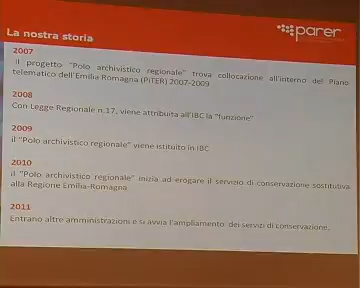 La nostra storia
parer
2007
il progetto "Polo archivistico regionale" trova collocazione all'interno del Piano
telematico dell'Emilia Romagna (PiTER) 2007-2009
2008
Con Legge Regionale n.17, viene attribuita all'IBC la "funzione"
2009
il "Polo archivistico regionale" viene istituito in IBC
2010
il "Polo archivistico regionale" inizia ad erogare il servizio di conservazione sostitutiva
alla Regione Emilia-Romagna
2011
Entrano altre amministrazioni e si avvia l'ampliamento dei servizi di conservazione.